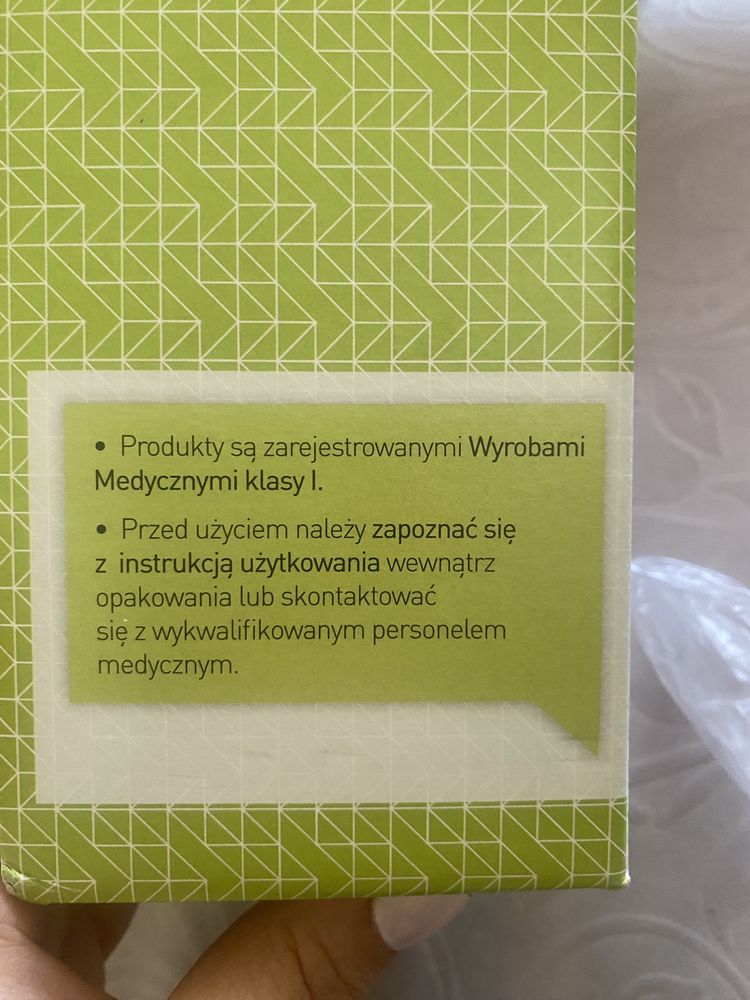 • Produkty są zarejestrowanymi Wyrobami
Medycznymi klasy I.
• Przed użyciem należy zapoznać się
z instrukcją użytkowania wewnątrz
opakowania lub skontaktować
się z wykwalifikowanym personelem
medycznym.